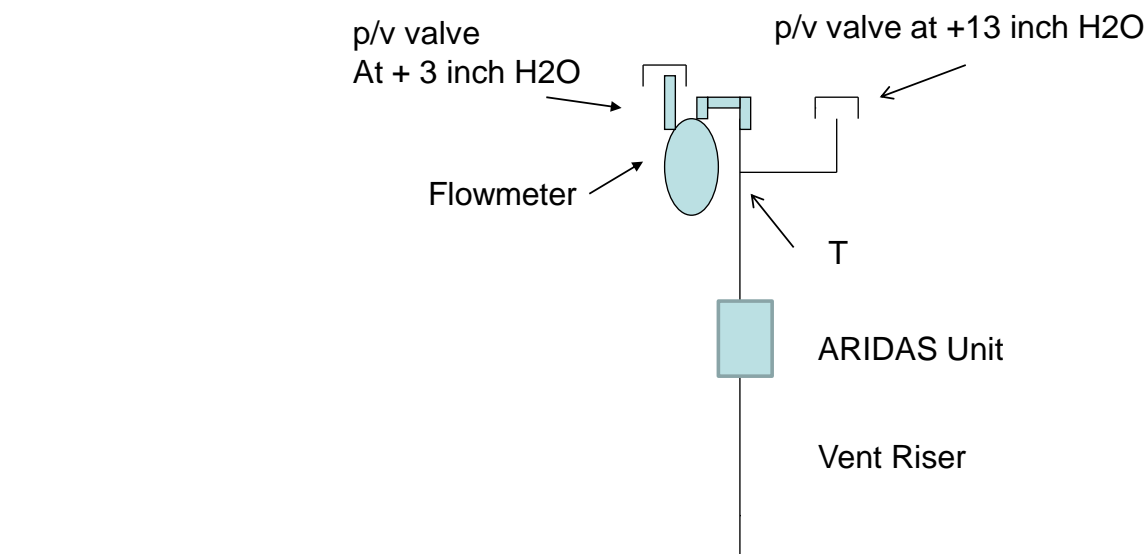 p/v valve
At + 3 inch H2O
p/v valve at +13 inch H2O
Flowmeter
T
ARIDAS Unit
Vent Riser